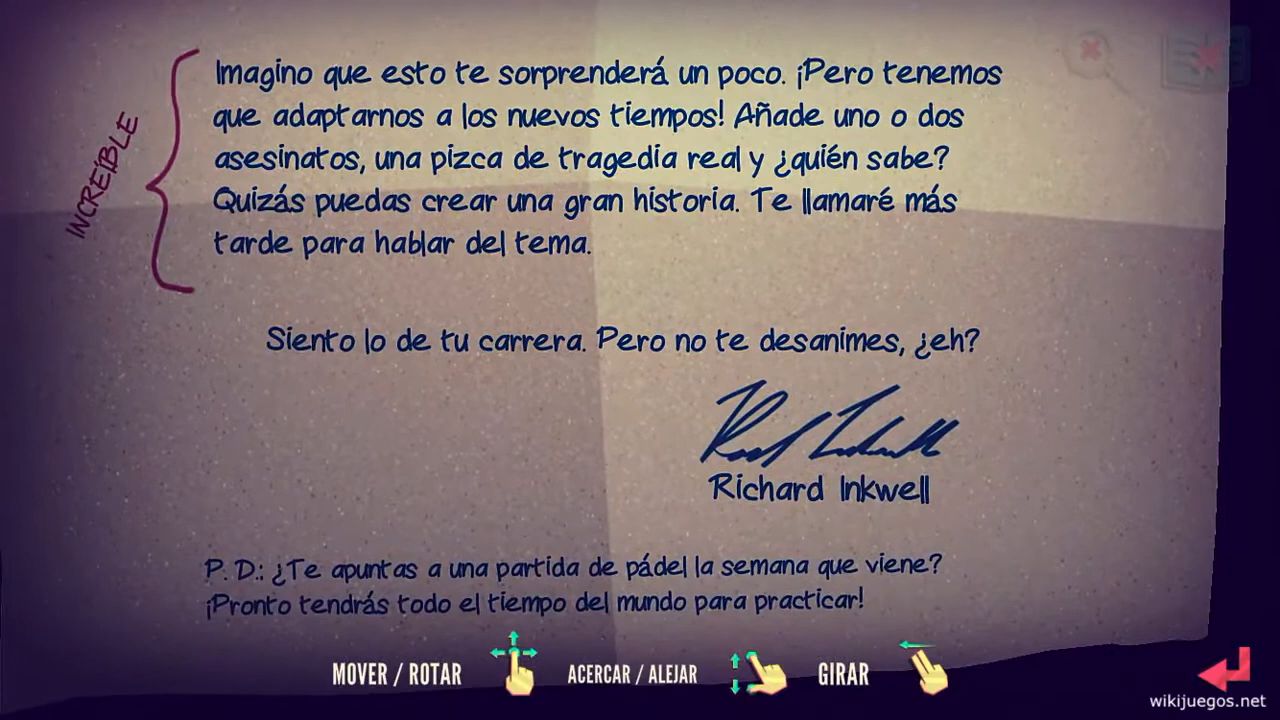 INCREÍBLE
Imagino que esto te sorprenderá un poco. ¡Pero tenemos
que adaptarnos a los nuevos tiempos! Añade uno o dos
asesinatos, una pizca de tragedia real y ¿quién sabe?
Quizás puedas crear una gran historia. Te llamaré más
tarde para hablar del tema.
Siento lo de tu carrera. Pero no te desanimes, ¿eh?
Richard Inkwell
P. D.: ¿Te apuntas a una partida de pádel la semana que viene?
¡Pronto tendrás todo el tiempo del mundo para practicar!
MOVER / ROTAR ACERCAR / ALEJAR GIRAR
wikijuegos.net